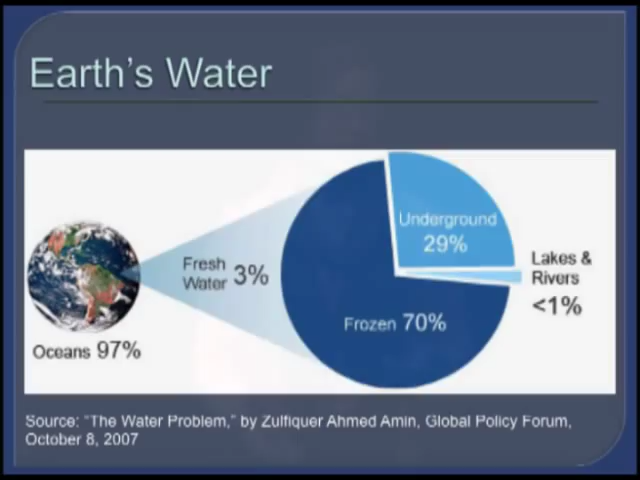 Earth's Water
Underground
29%
Lakes &
Rivers
<1%
Fresh
Water 3%
Frozen 70%
Oceans 97%
Source: "The Water Problem," by Zulfiquer Ahmed Amin, Global Policy Forum,
October 8, 2007